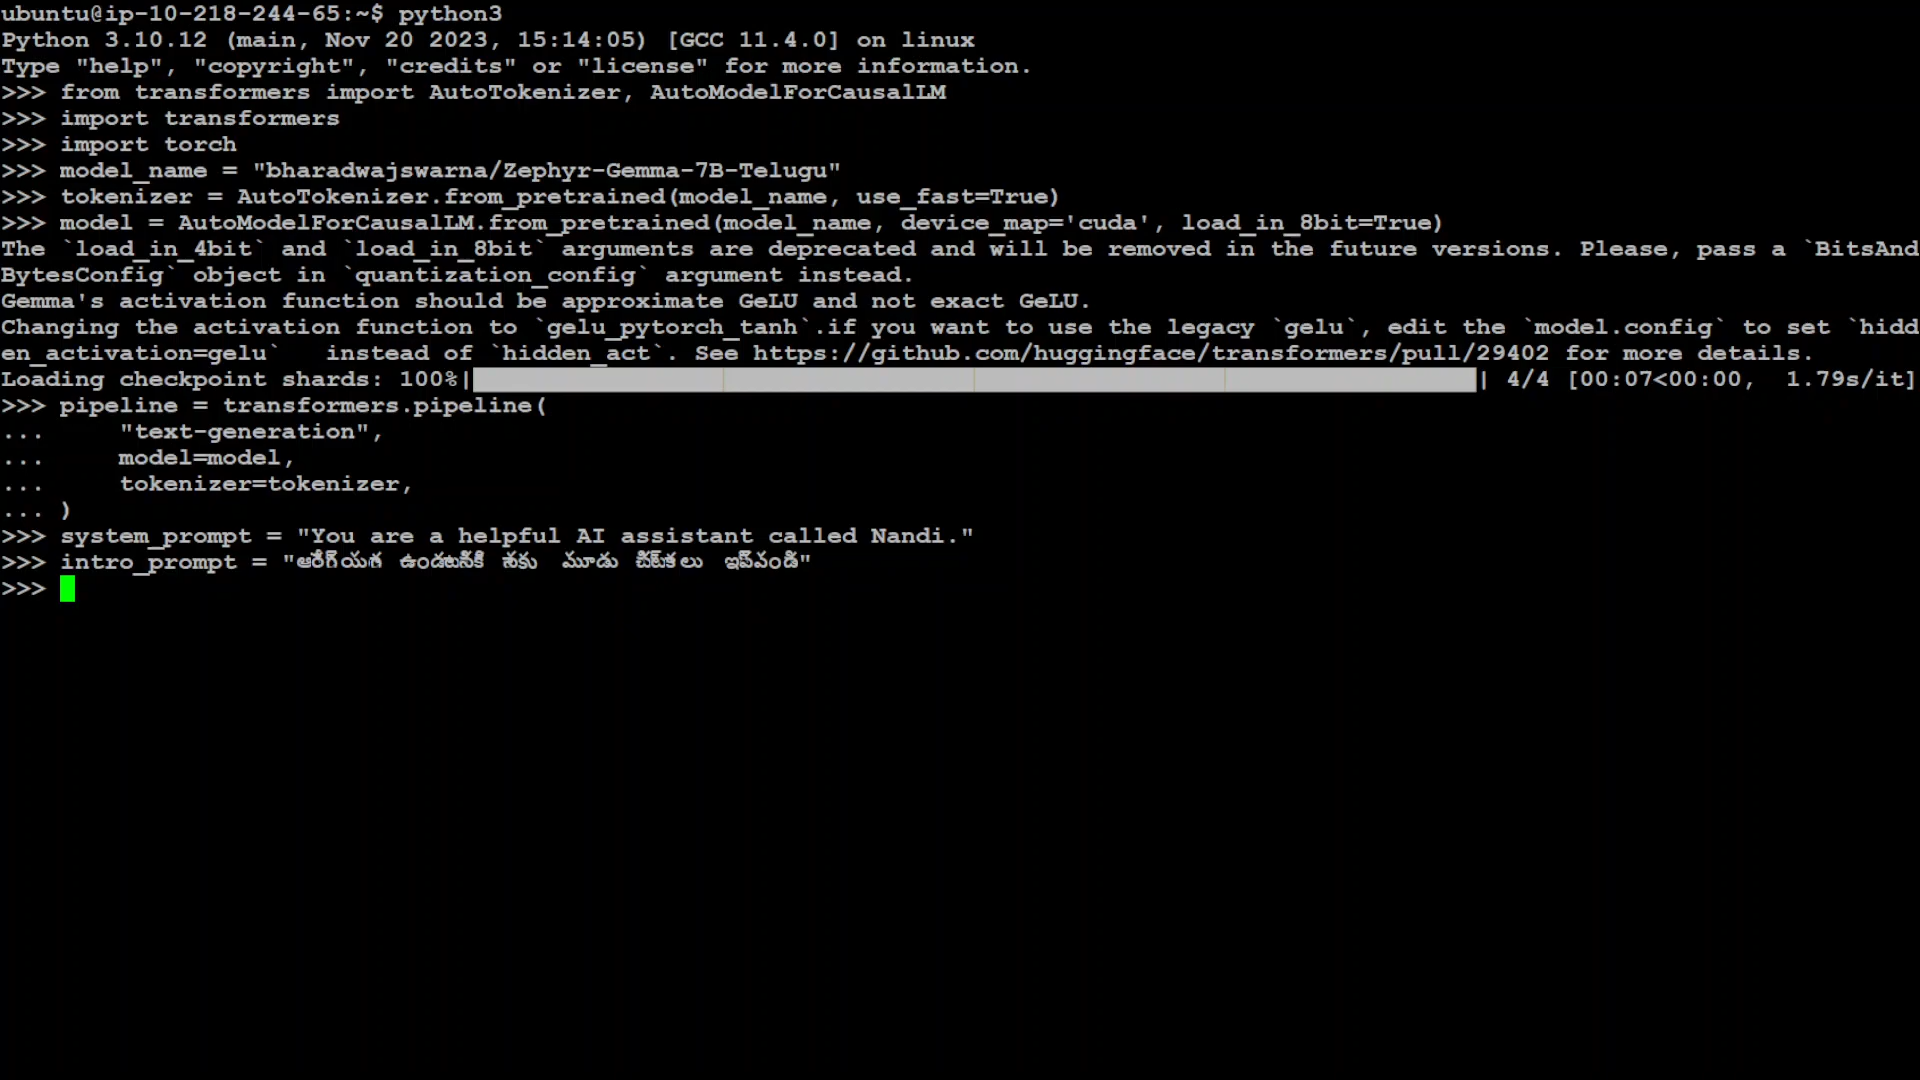 ubuntu@ip-10-218-244-65:~$ python3
Python 3.10.12 (main, Nov 20 2023, 15:14:05) [GCC 11.4.0] on linux
Type "help", "copyright", "credits" or "license" for more information.
>>> from transformers import AutoTokenizer, AutoModelForCausalLM
>>> import transformers
>>> import torch
>>> model_name = "bharadwajswarna/Zephyr-Gemma-7B-Telugu"
>>> tokenizer = AutoTokenizer.from_pretrained(model_name, use_fast=True)
>>> model = AutoModelForCausalLM.from_pretrained(model_name, device_map='cuda', load_in_8bit=True)
The `load_in_4bit` and `load_in_8bit` arguments are deprecated and will be removed in the future versions. Please, pass a `BitsAnd
BytesConfig` object in `quantization_config` argument instead.
Gemma's activation function should be approximate GeLU and not exact GeLU.
Changing the activation function to `gelu_pytorch_tanh`.if you want to use the legacy `gelu`, edit the `model.config` to set `hidd
en_activation=gelu`   instead of `hidden_act`. See https://github.com/huggingface/transformers/pull/29402 for more details.
Loading checkpoint shards: 100%| | 4/4 [00:07<00:00,  1.79s/it]
>>> pipeline = transformers.pipeline(
...     "text-generation",
...     model=model,
...     tokenizer=tokenizer,
... )
>>> system_prompt = "You are a helpful AI assistant called Nandi."
>>> intro_prompt = " మూడు "
>>>